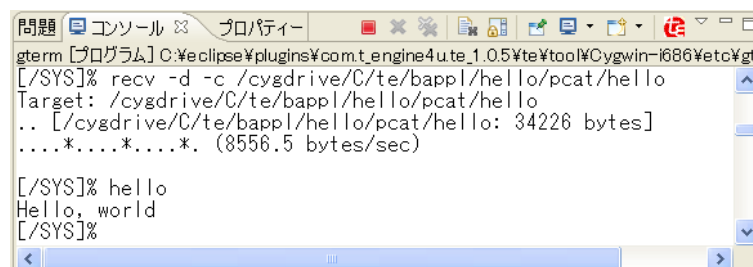 問題 コンソール プロパティー
gterm [プログラム] C:¥eclipse¥plugins¥com.t_engine4u.te_1.0.5¥te¥tool¥Cygwin-i686¥etc¥gt
[/SYS]% recv -d -c /cygdrive/C/te/bappl/hello/pcat/hello
Target: /cygdrive/C/te/bappl/hello/pcat/hello
.. [/cygdrive/C/te/bappl/hello/pcat/hello: 34226 bytes]
....*....*....*. (8556.5 bytes/sec)
[/SYS]% hello
Hello, world
[/SYS]%